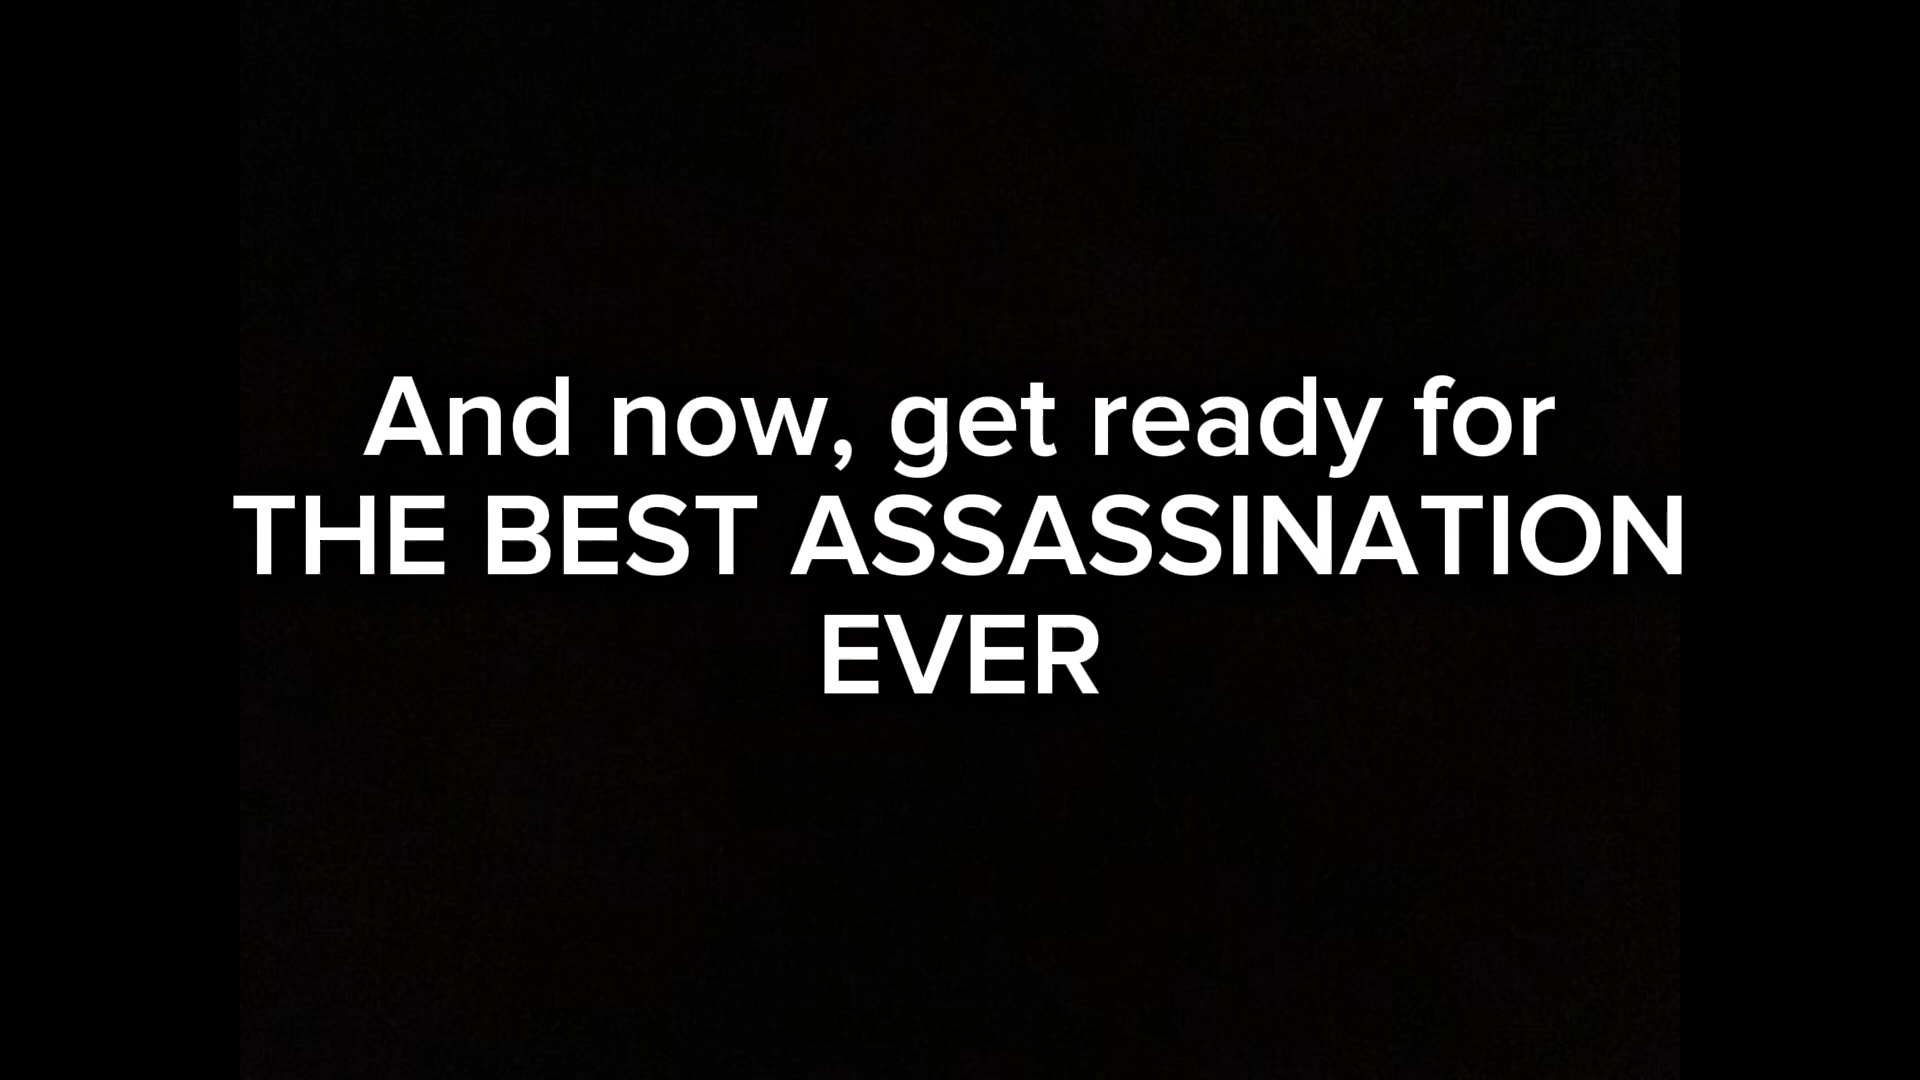 And now, get ready for
THE BEST ASSASSINATION
EVER